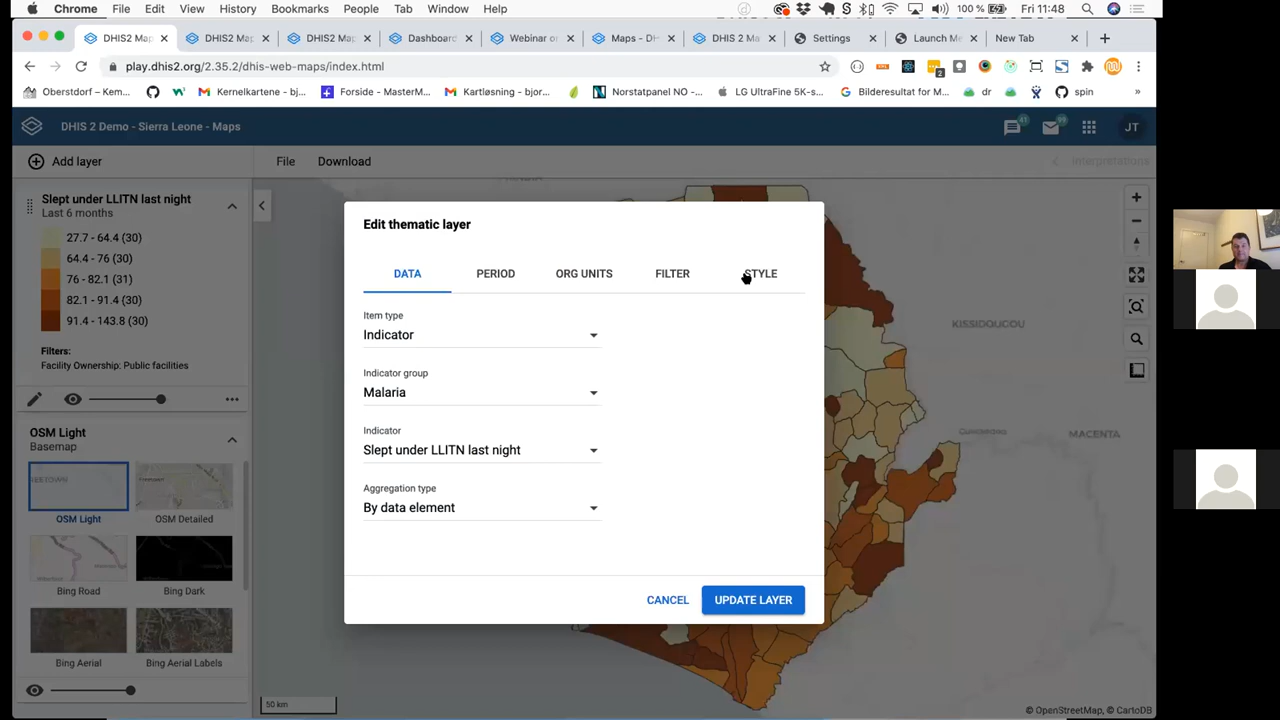 Chrome File Edit View History Bookmarks People Tab Window Help 100 % Fri 11:48
DHIS2 Map DHIS2 Map DHIS2 Map Dashboard Webinar on Maps - DH DHIS 2 Ma Settings Launch Me New Tab
play.dhis2.org/2.35.2/dhis-web-maps/index.html
Oberstdorf – Kem... Kernelkartene - bj... Forside - MasterM... Kartløsning - bjor... Norstatpanel NO -... LG UltraFine 5K-s... Bilderesultat for M... dr spin »
DHIS 2 Demo - Sierra Leone - Maps 41 JT
Add layer File Download Interpretations
Slept under LLITN last night
Last 6 months
27.7 - 64.4 (30)
64.4 - 76 (30)
76 - 82.1 (31)
82.1 - 91.4 (30)
91.4 - 143.8 (30)
Filters:
Facility Ownership: Public facilities
OSM Light
Basemap
OSM Light OSM Detailed
Bing Road Bing Dark
Bing Aerial Bing Aerial Labels
Edit thematic layer
DATA PERIOD ORG UNITS FILTER STYLE
Item type
Indicator
Indicator group
Malaria
Indicator
Slept under LLITN last night
Aggregation type
By data element
CANCEL UPDATE LAYER
KISSIDOUCOU
MACENTA
50 km
© OpenStreetMap, © CartoDB